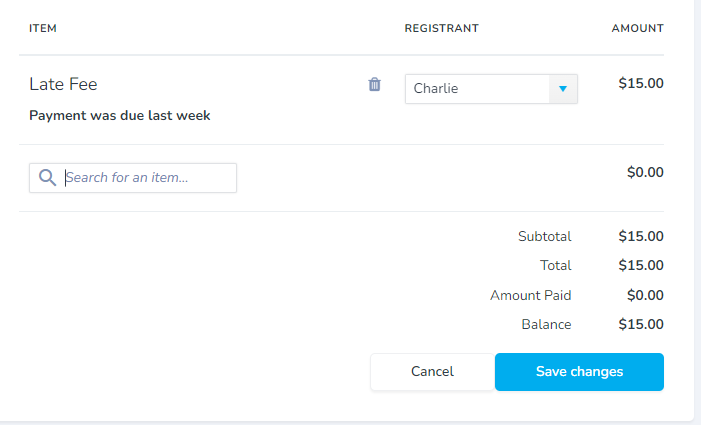 ITEM REGISTRANT AMOUNT
Late Fee Charlie $15.00
Payment was due last week
Search for an item... $0.00
Subtotal $15.00
Total $15.00
Amount Paid $0.00
Balance $15.00
Cancel Save changes